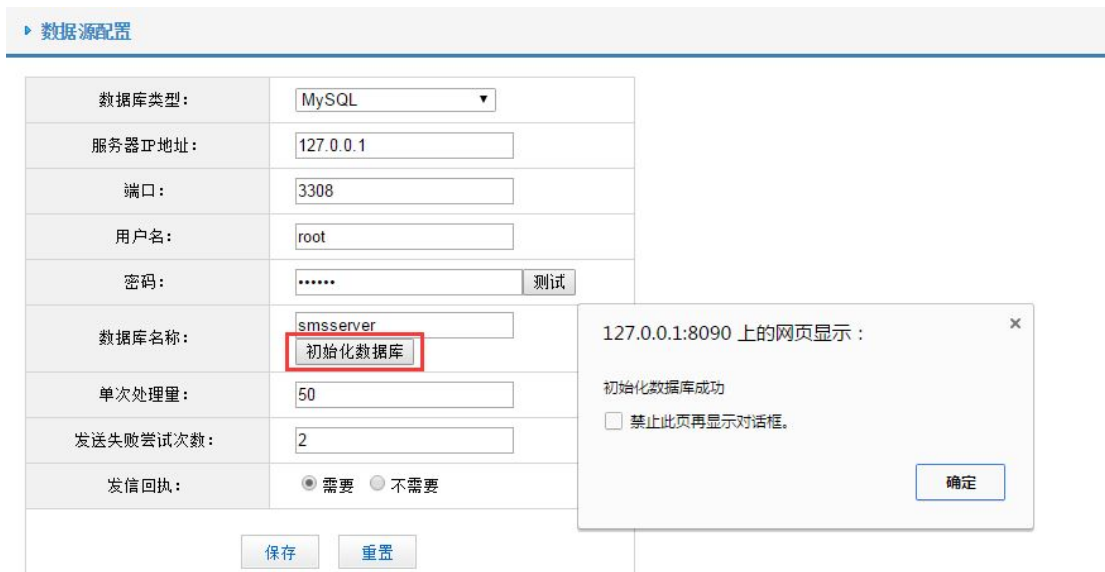 数据源配置
数据库类型：
MySQL
服务器IP地址：
127.0.0.1
端口：
3308
用户名：
root
密码：
••••••
测试
数据库名称：
smsserver
初始化数据库
单次处理量：
50
发送失败尝试次数：
2
发信回执：
需要 不需要
保存 重置
127.0.0.1:8090 上的网页显示：
×
初始化数据库成功
禁止此页再显示对话框。
确定